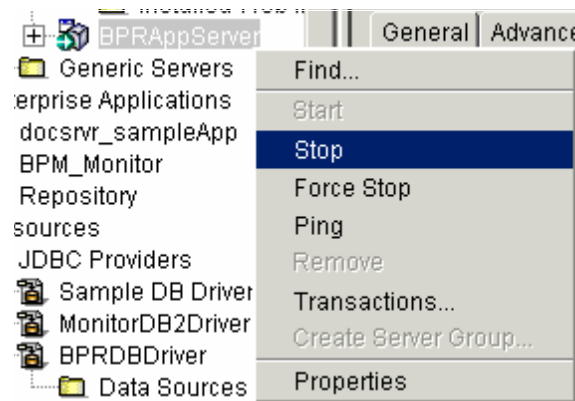 BPRAppServer
General
Advance
Generic Servers
erprise Applications
docsrvr_sampleApp
BPM_Monitor
Repository
sources
JDBC Providers
Sample DB Driver
MonitorDB2Driver
BPRDBDriver
Data Sources
Find...
Start
Stop
Force Stop
Ping
Remove
Transactions...
Create Server Group...
Properties